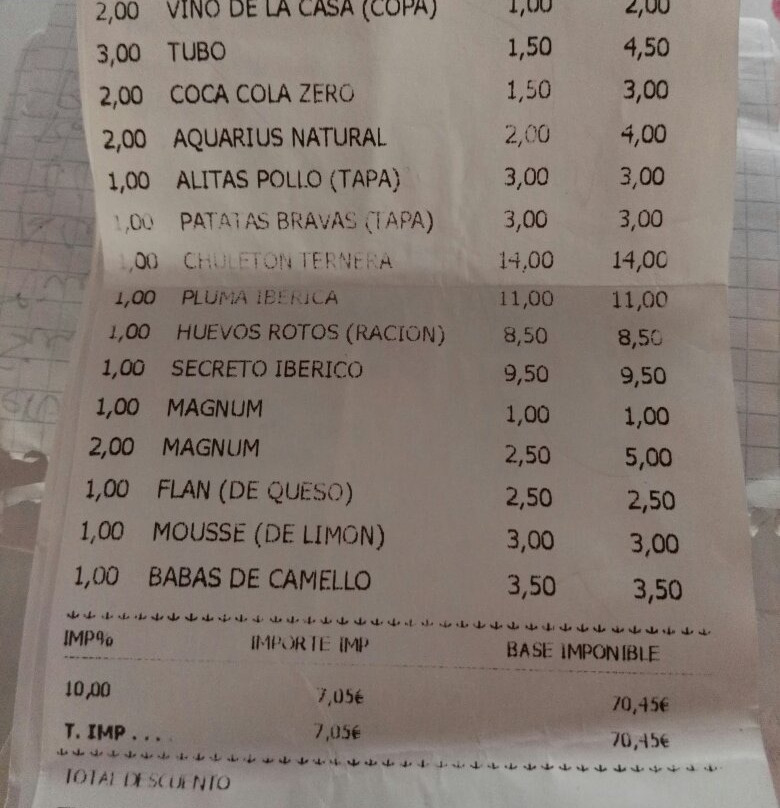 2,00 VINO DE LA CASA (COPA) 1,00 2,00
3,00 TUBO 1,50 4,50
2,00 COCA COLA ZERO 1,50 3,00
2,00 AQUARIUS NATURAL 2,00 4,00
1,00 ALITAS POLLO (TAPA) 3,00 3,00
1,00 PATATAS BRAVAS (TAPA) 3,00 3,00
1,00 CHULETON TERNERA 14,00 14,00
1,00 PLUMA IBERICA 11,00 11,00
1,00 HUEVOS ROTOS (RACION) 8,50 8,50
1,00 SECRETO IBERICO 9,50 9,50
1,00 MAGNUM 1,00 1,00
2,00 MAGNUM 2,50 5,00
1,00 FLAN (DE QUESO) 2,50 2,50
1,00 MOUSSE (DE LIMON) 3,00 3,00
1,00 BABAS DE CAMELLO 3,50 3,50
IMP% IMPORTE IMP BASE IMPONIBLE
10,00 7,05€ 70,45€
T. IMP .... 7,05€ 70,45€
TOTAL DESCUENTO